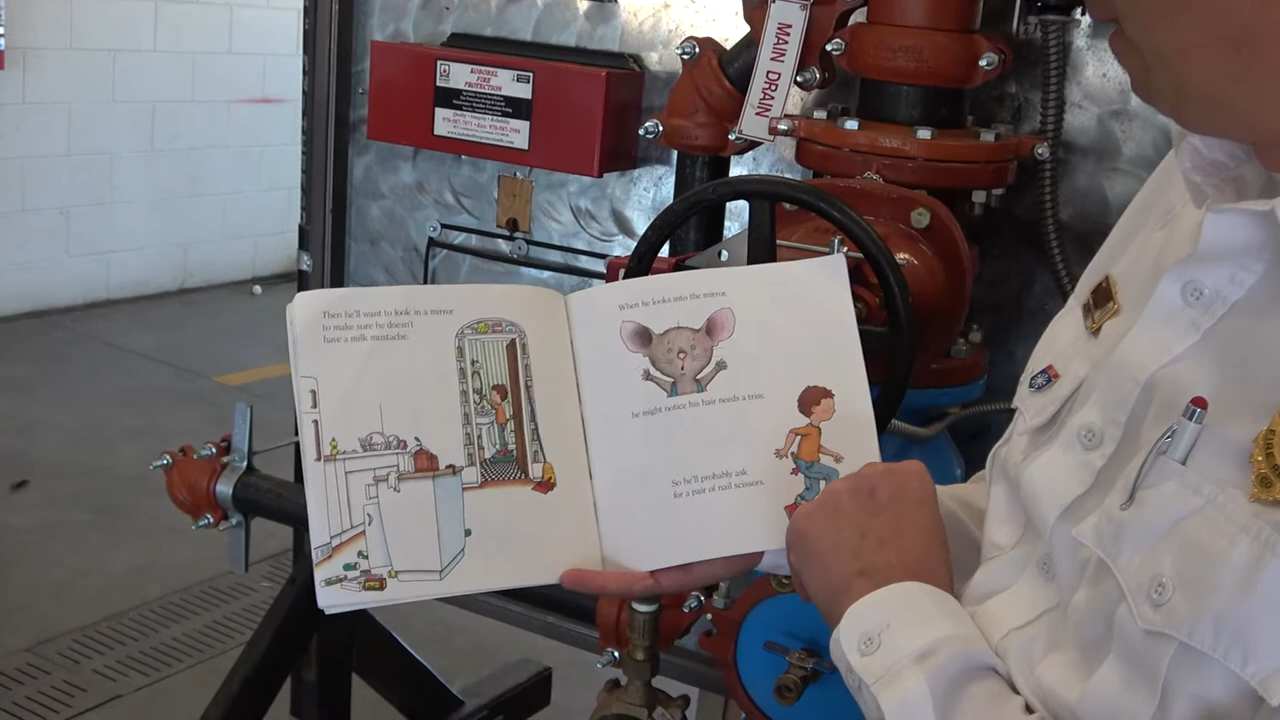 KOBOBEL
FIRE
PROTECTION
Quality • Integrity • Reliability
MAIN DRAIN
Then he'll want to look in a mirror
to make sure he doesn't
have a milk mustache.
When he looks into the mirror,
he might notice his hair needs a trim.
So he'll probably ask
for a pair of nail scissors.